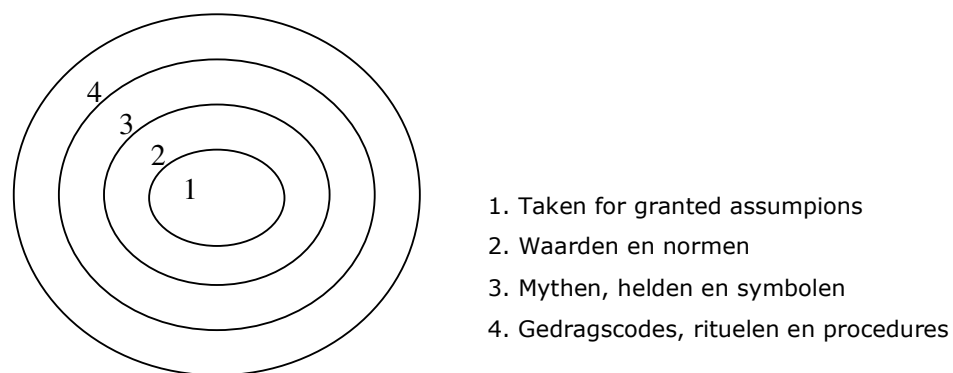 4
3
2
1
1. Taken for granted assumpions
2. Waarden en normen
3. Mythen, helden en symbolen
4. Gedragscodes, rituelen en procedures